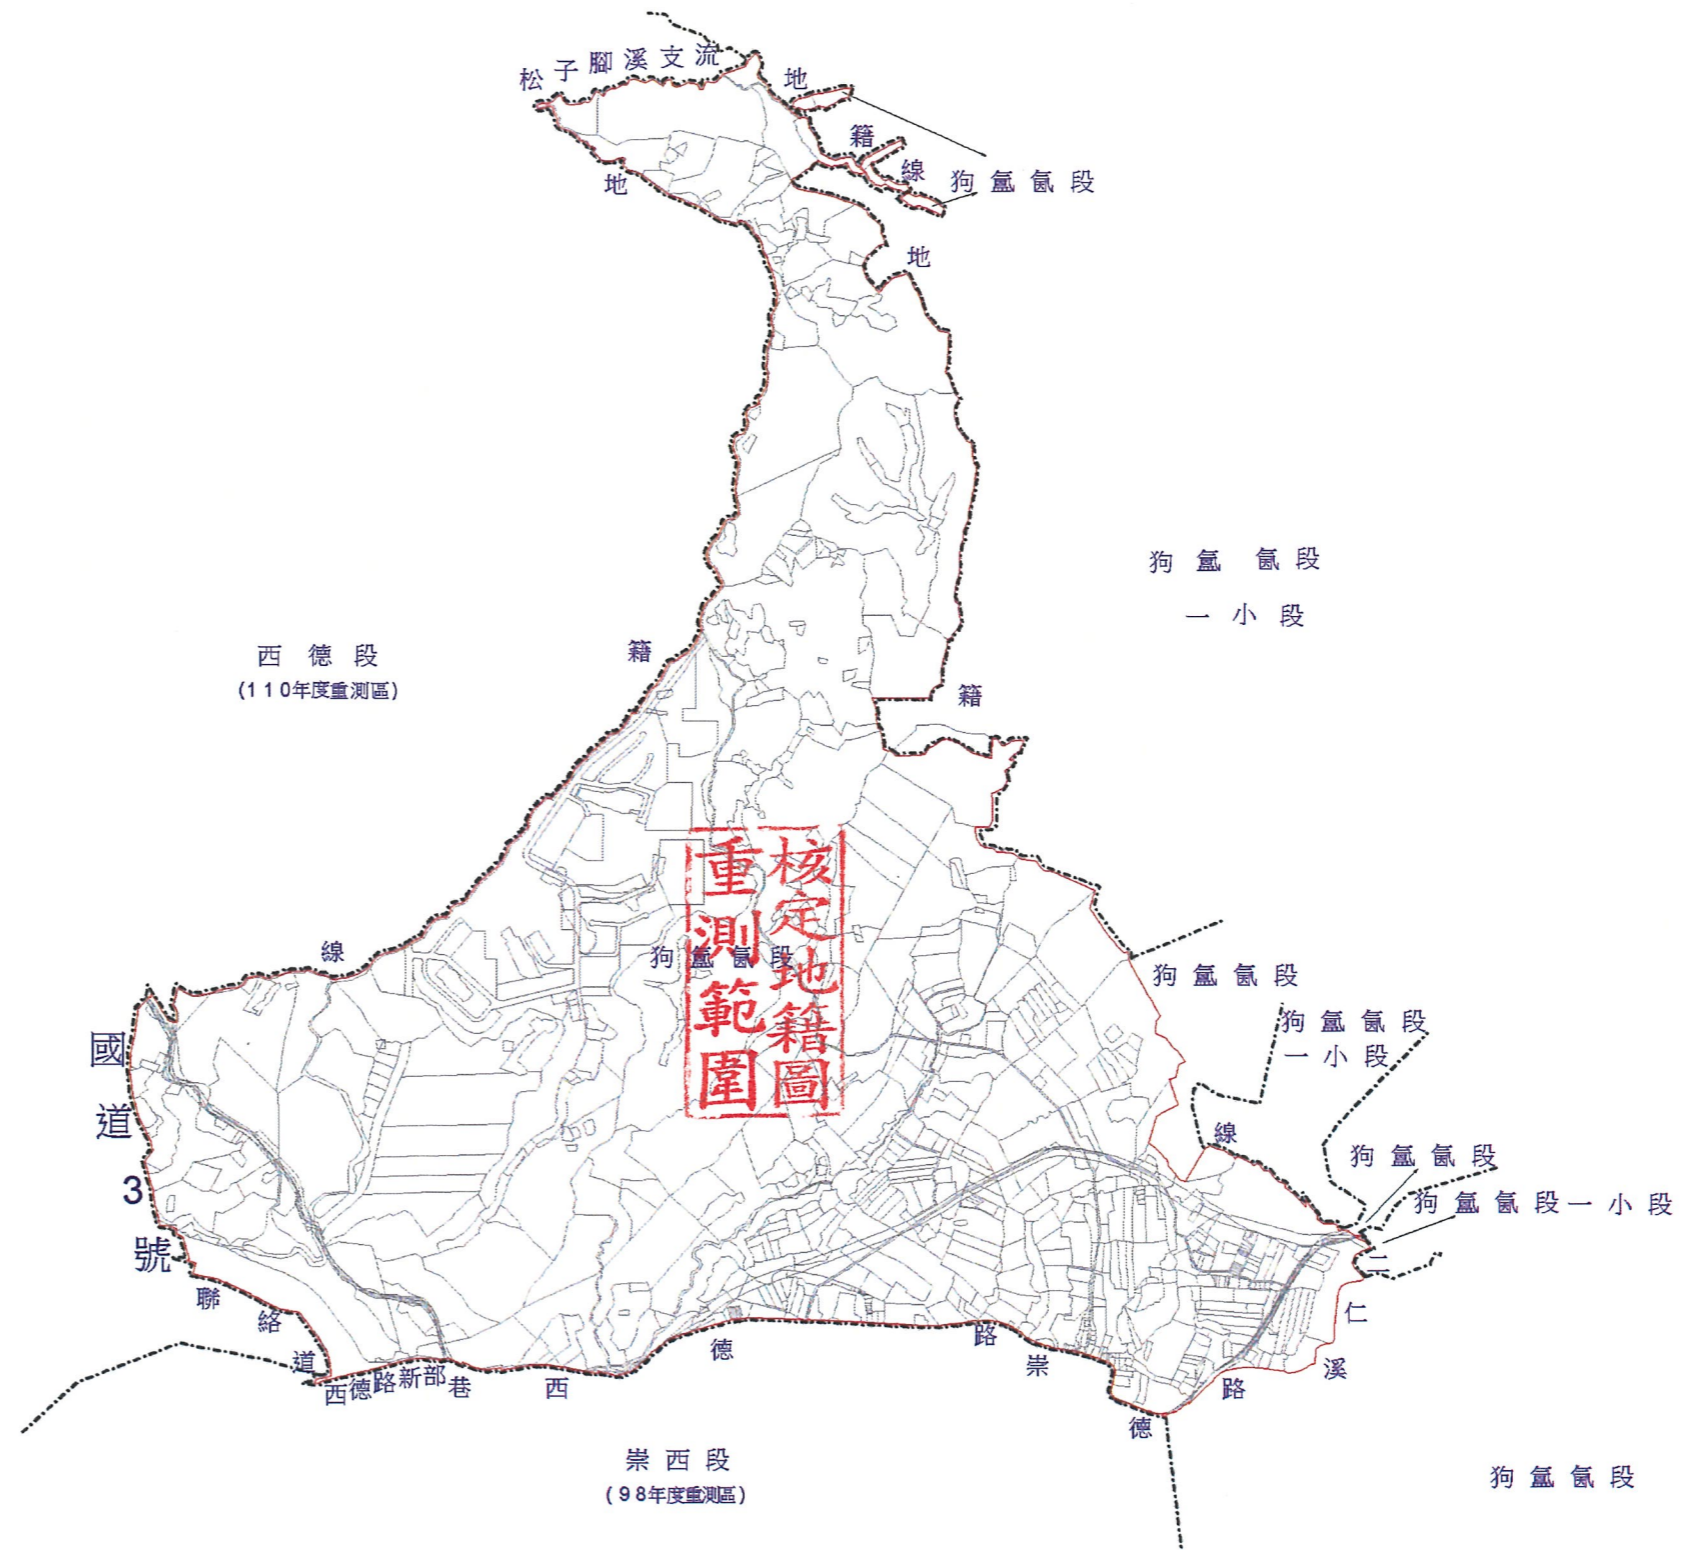 松子腳溪支流
地籍線
狗氳氤段
地
地
狗氳氤段
一小段
西德段
(110年度重測區)
籍
籍
核定地籍圖
重測範圍
狗氳氤段
線
狗氳氤段
狗氳氤段
一小段
國道3號
線
狗氳氤段
狗氳氤段一小段
聯絡道
二仁溪
西德路新部巷
西德路
崇德路
崇西段
(98年度重測區)
狗氳氤段